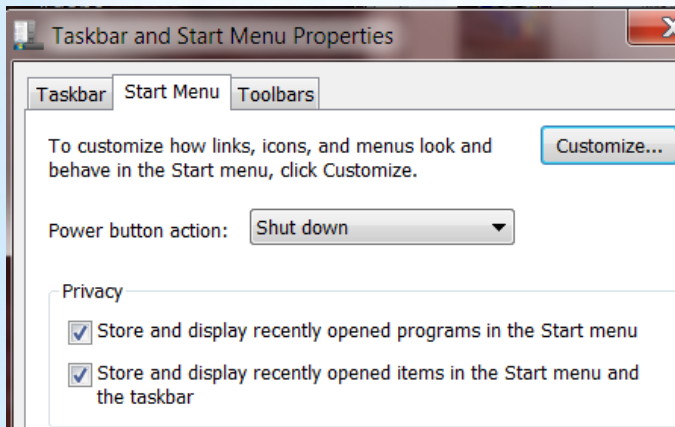 Taskbar and Start Menu Properties
Taskbar Start Menu Toolbars
To customize how links, icons, and menus look and
behave in the Start menu, click Customize.
Customize...
Power button action: Shut down
Privacy
Store and display recently opened programs in the Start menu
Store and display recently opened items in the Start menu and
the taskbar